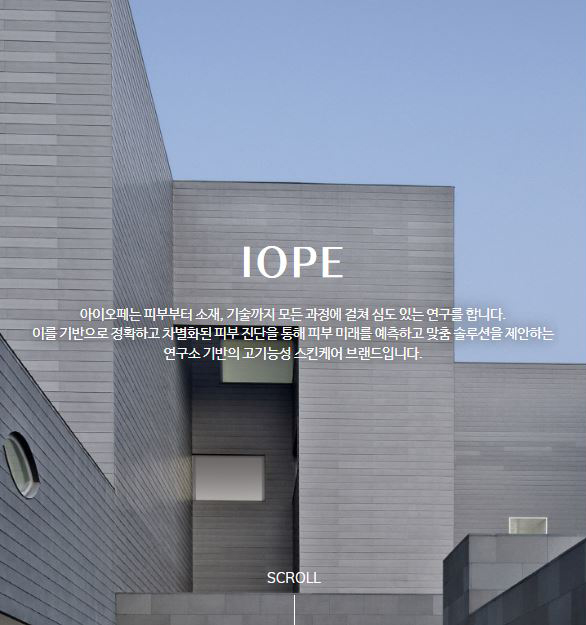 IOPE
아이오페는 피부부터 소재, 기술까지 모든 과정에 걸쳐 심도 있는 연구를 합니다.
이를 기반으로 정확하고 차별화된 피부 진단을 통해 피부 미래를 예측하고 맞춤 솔루션을 제안하는
연구소 기반의 고기능성 스킨케어 브랜드입니다.
SCROLL